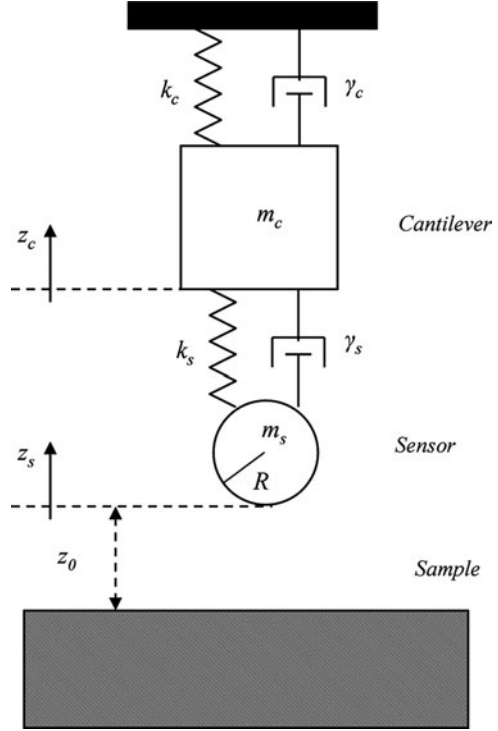 k_c
γ_c
m_c
Cantilever
z_c
k_s
γ_s
m_s
Sensor
z_s
R
z_0
Sample